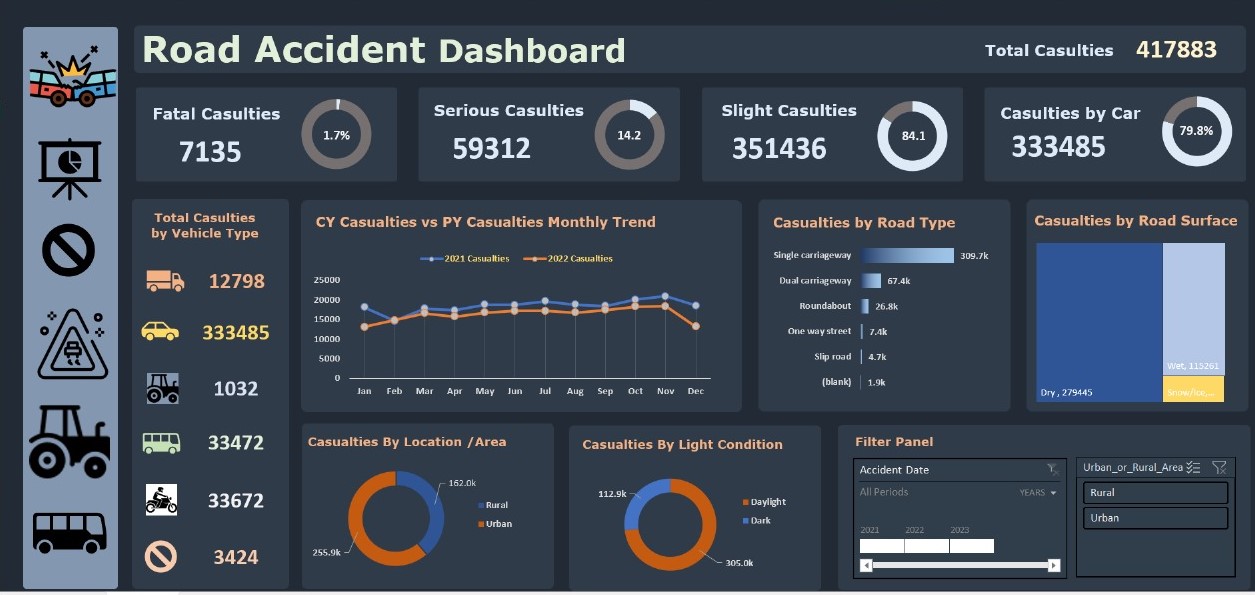 Road Accident Dashboard
Total Casulties 417883
Fatal Casulties
7135
1.7%
Serious Casulties
59312
14.2
Slight Casulties
351436
84.1
Casulties by Car
333485
79.8%
Total Casulties
by Vehicle Type
12798
333485
1032
33472
33672
3424
CY Casualties vs PY Casualties Monthly Trend
2021 Casualties 2022 Casualties
25000
20000
15000
10000
5000
0
Jan Feb Mar Apr May Jun Jul Aug Sep Oct Nov Dec
Casualties by Road Type
Single carriageway 309.7k
Dual carriageway 67.4k
Roundabout 26.8k
One way street 7.4k
Slip road 4.7k
(blank) 1.9k
Casualties by Road Surface
Dry , 279445
Wet, 115261
Snow/Ice,...
Casualties By Location /Area
162.0k
255.9k
Rural
Urban
Casualties By Light Condition
112.9k
305.0k
Daylight
Dark
Filter Panel
Accident Date
All Periods YEARS
2021 2022 2023
Urban_or_Rural_Area
Rural
Urban